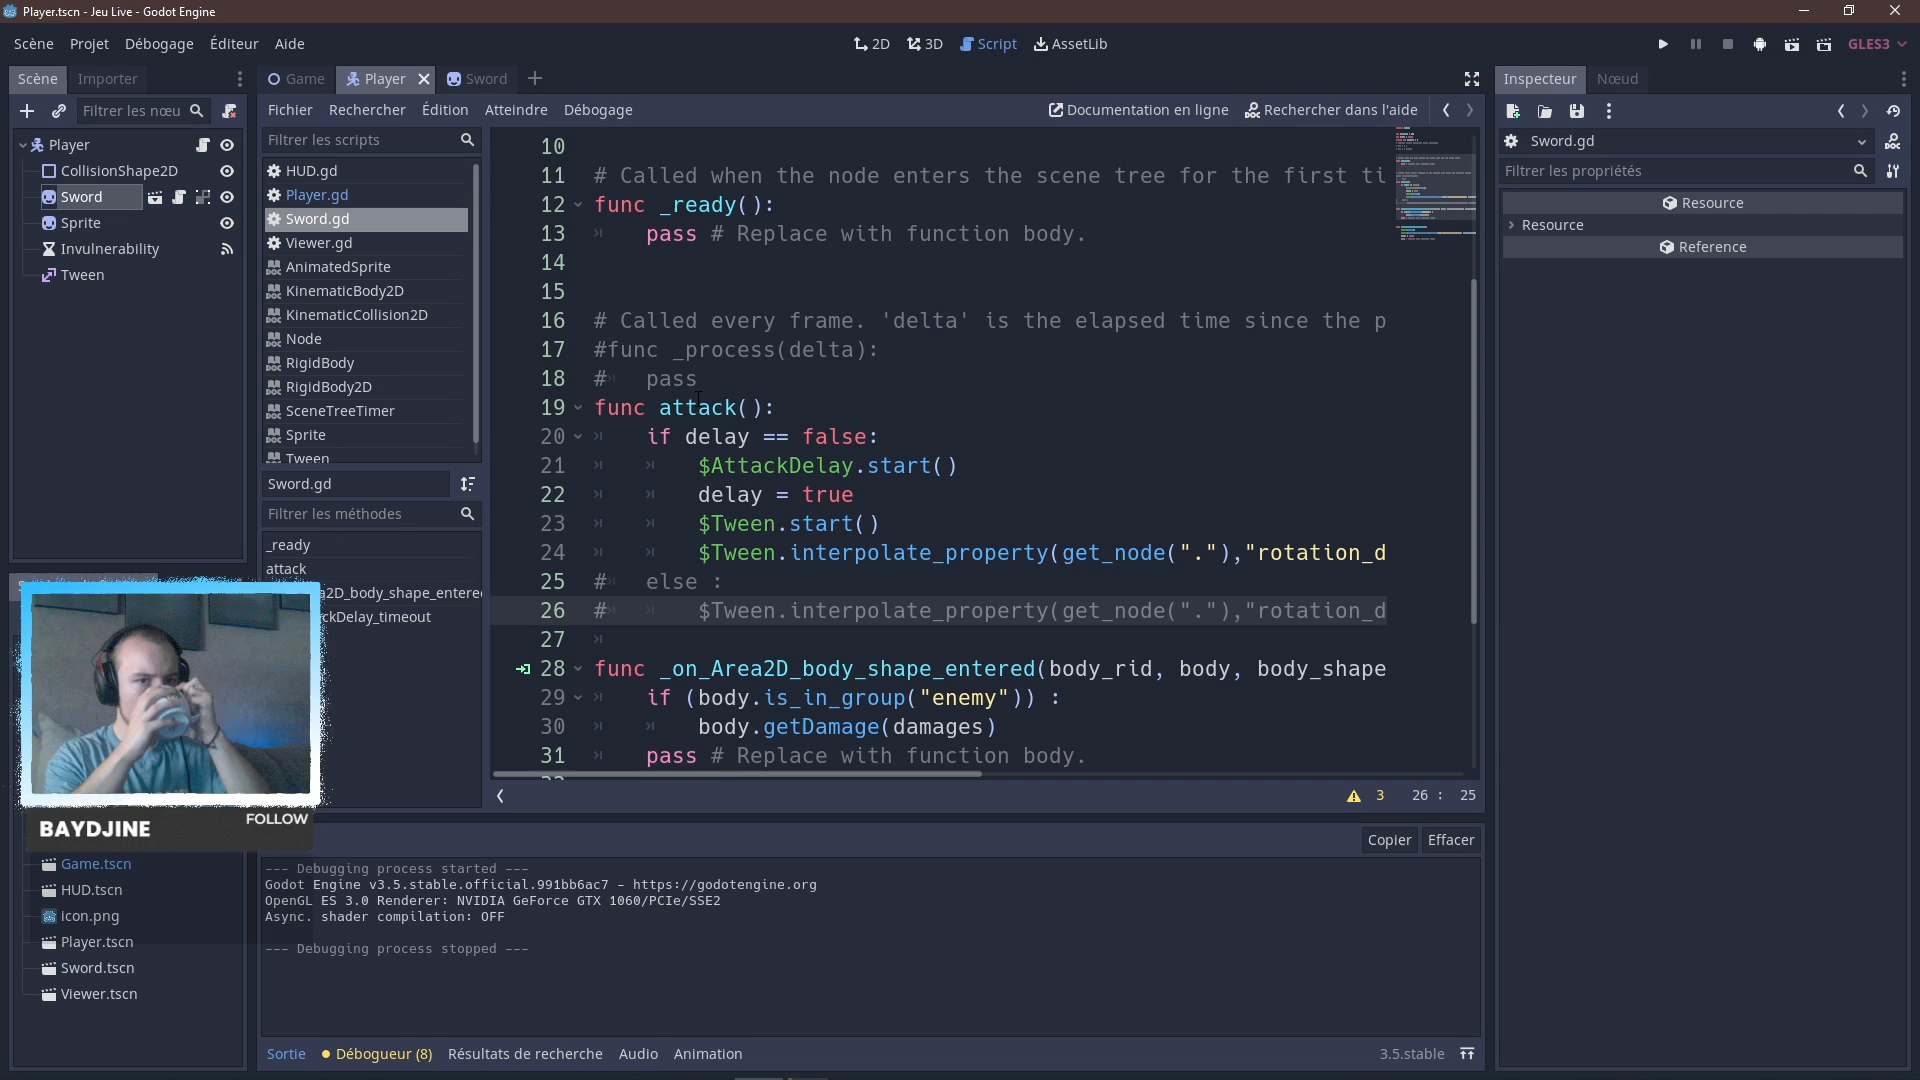 Player.tscn - Jeu Live - Godot Engine
Scène Projet Débogage Éditeur Aide
2D 3D Script AssetLib
GLES3
Scène Importer
Game Player Sword
Inspecteur Nœud
Filtrer les nœu
Fichier Rechercher Édition Atteindre Débogage
Documentation en ligne Rechercher dans l'aide
Player
CollisionShape2D
Sword
Sprite
Invulnerability
Tween
Filtrer les scripts
HUD.gd
Player.gd
Sword.gd
Viewer.gd
AnimatedSprite
KinematicBody2D
KinematicCollision2D
Node
RigidBody
RigidBody2D
SceneTreeTimer
Sprite
Tween
Sword.gd
Filtrer les méthodes
_ready
attack
a2D_body_shape_entered
ckDelay_timeout
10
11 # Called when the node enters the scene tree for the first ti
12 func _ready():
13 pass # Replace with function body.
14
15
16 # Called every frame. 'delta' is the elapsed time since the p
17 #func _process(delta):
18 # pass
19 func attack():
20 if delay == false:
21 $AttackDelay.start()
22 delay = true
23 $Tween.start()
24 $Tween.interpolate_property(get_node("."),"rotation_d
25 # else :
26 # $Tween.interpolate_property(get_node("."),"rotation_d
27
28 func _on_Area2D_body_shape_entered(body_rid, body, body_shape
29 if (body.is_in_group("enemy")) :
30 body.getDamage(damages)
31 pass # Replace with function body.
3 26 : 25
Sword.gd
Filtrer les propriétés
Resource
Resource
Reference
BAYDJINE
FOLLOW
Game.tscn
HUD.tscn
icon.png
Player.tscn
Sword.tscn
Viewer.tscn
Copier Effacer
--- Debugging process started ---
Godot Engine v3.5.stable.official.991bb6ac7 - https://godotengine.org
OpenGL ES 3.0 Renderer: NVIDIA GeForce GTX 1060/PCIe/SSE2
Async. shader compilation: OFF
--- Debugging process stopped ---
Sortie Débogueur (8) Résultats de recherche Audio Animation
3.5.stable